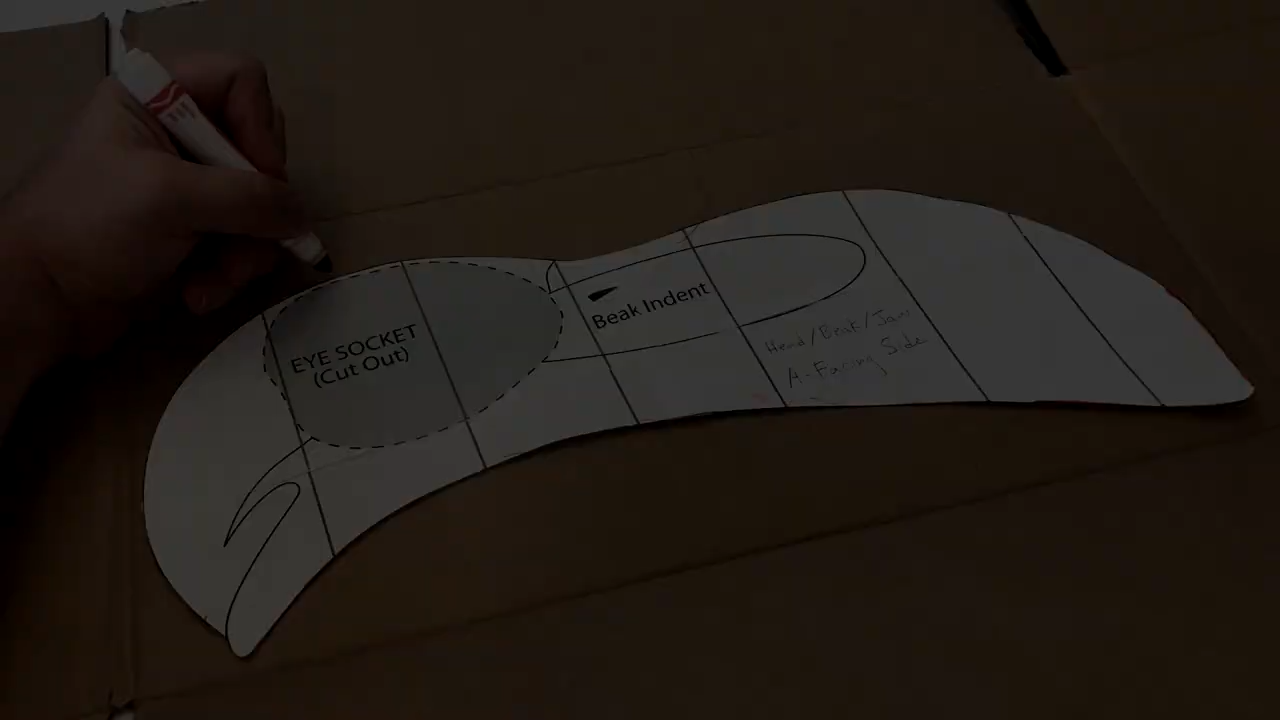 EYE SOCKET
(Cut Out)
Beak Indent
Head/Beak/Jaw
A-Facing Side